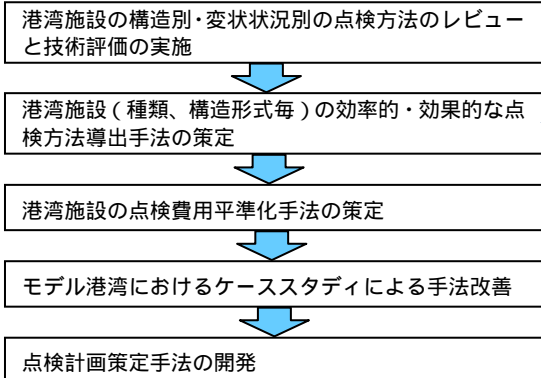 港湾施設の構造別・変状状況別の点検方法のレビュー
と技術評価の実施
港湾施設（種類、構造形式毎）の効率的・効果的な点
検方法導出手法の策定
港湾施設の点検費用平準化手法の策定
モデル港湾におけるケーススタディによる手法改善
点検計画策定手法の開発